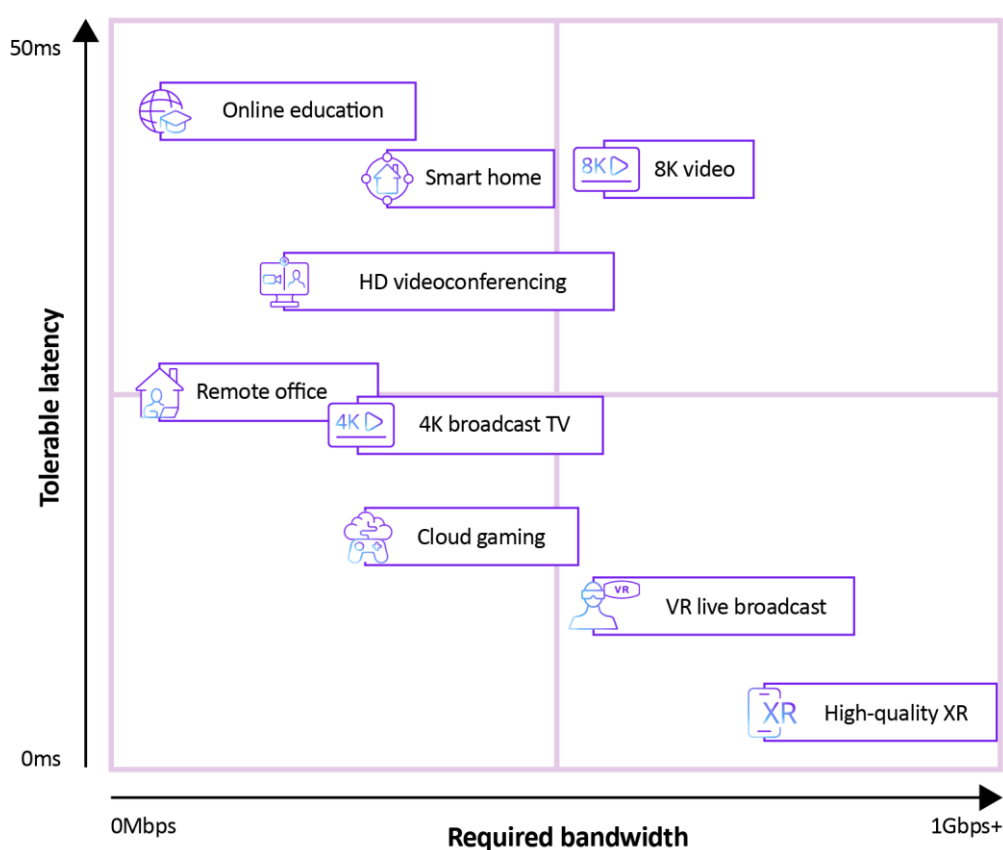 50ms
Online education
Smart home
8K
8K video
HD videoconferencing
Tolerable latency
Remote office
4K
4K broadcast TV
Cloud gaming
VR
VR live broadcast
XR
High-quality XR
0ms
0Mbps
Required bandwidth
1Gbps+